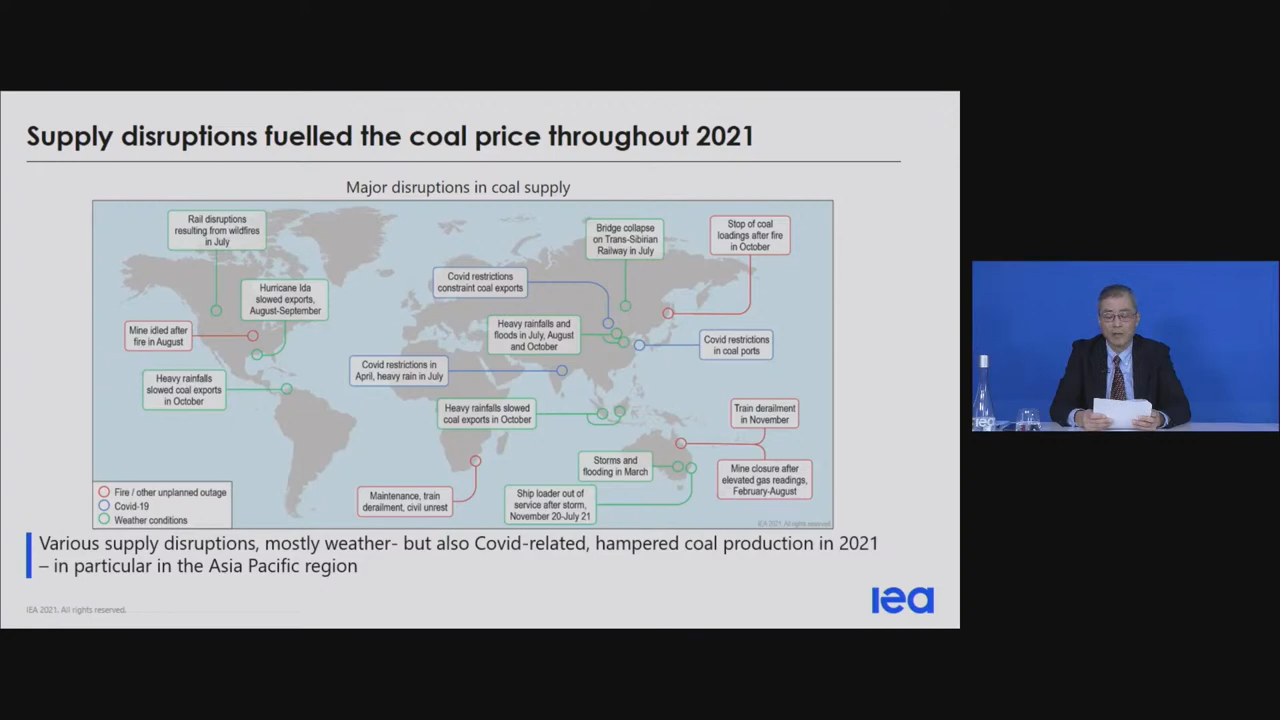 Supply disruptions fuelled the coal price throughout 2021
Major disruptions in coal supply
Rail disruptions
resulting from wildfires
in July
Hurricane Ida
slowed exports,
August-September
Mine idled after
fire in August
Heavy rainfalls
slowed coal exports
in October
Covid restrictions
constraint coal exports
Bridge collapse
on Trans-Sibirian
Railway in July
Stop of coal
loadings after fire
in October
Heavy rainfalls and
floods in July, August
and October
Covid restrictions
in coal ports
Covid restrictions in
April, heavy rain in July
Heavy rainfalls slowed
coal exports in October
Train derailment
in November
Storms and
flooding in March
Mine closure after
elevated gas readings,
February-August
Maintenance, train
derailment, civil unrest
Ship loader out of
service after storm,
November 20-July 21
Fire / other unplanned outage
Covid-19
Weather conditions
IEA 2021. All rights reserved.
Various supply disruptions, mostly weather- but also Covid-related, hampered coal production in 2021
– in particular in the Asia Pacific region
IEA 2021. All rights reserved.
iea
iea